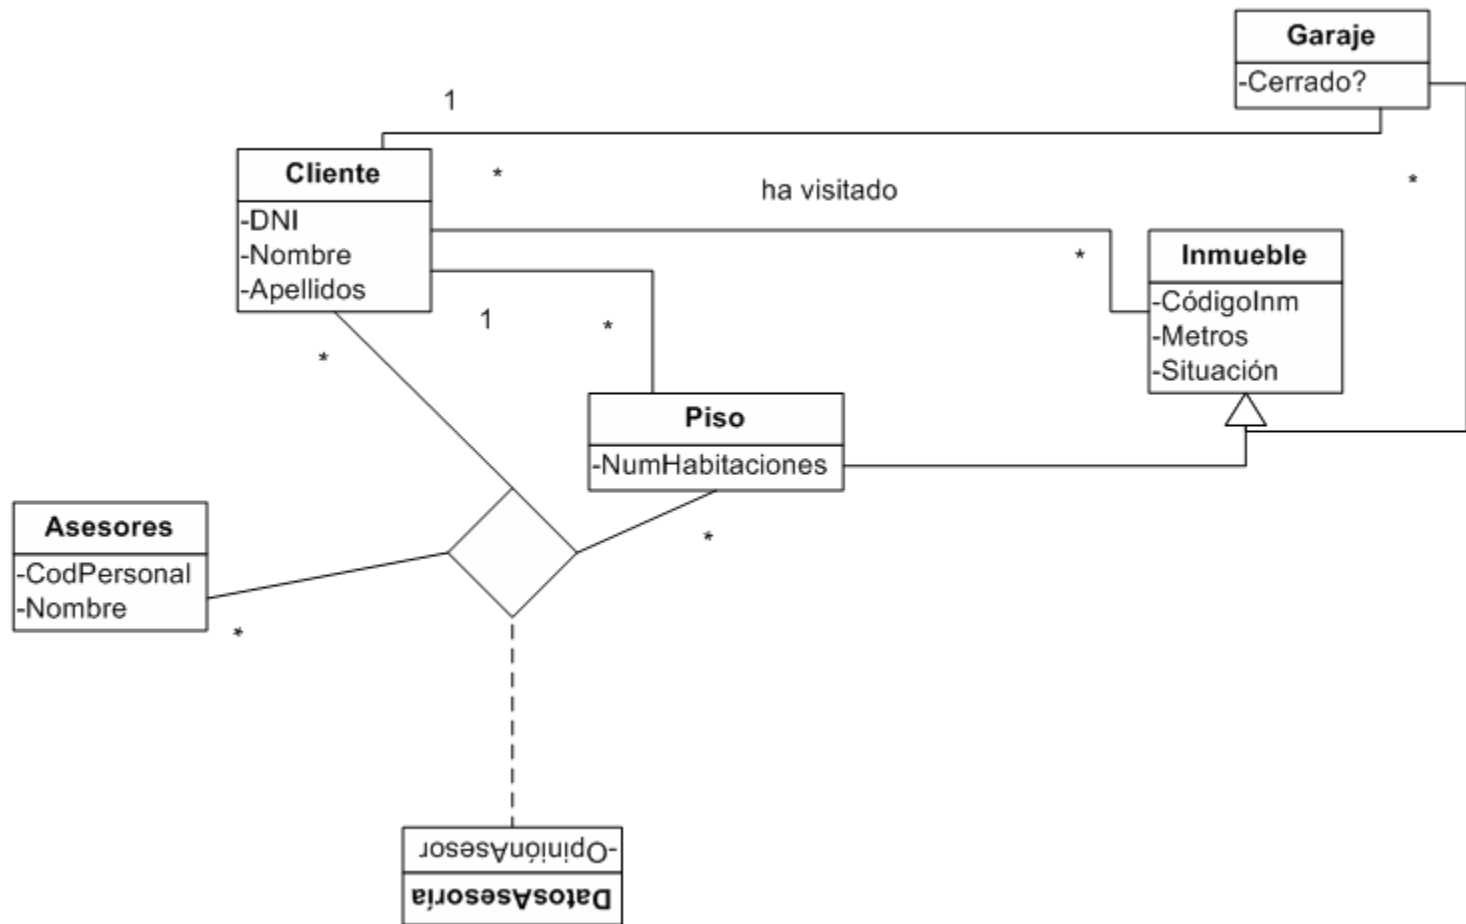 Garaje
-Cerrado?
1
Cliente
-DNI
-Nombre
-Apellidos
*
ha visitado
*
*
Inmueble
-CódigoInm
-Metros
-Situación
1
*
*
Piso
-NumHabitaciones
*
Asesores
-CodPersonal
-Nombre
*
DatosAsesoría
-OpiniónAsesor